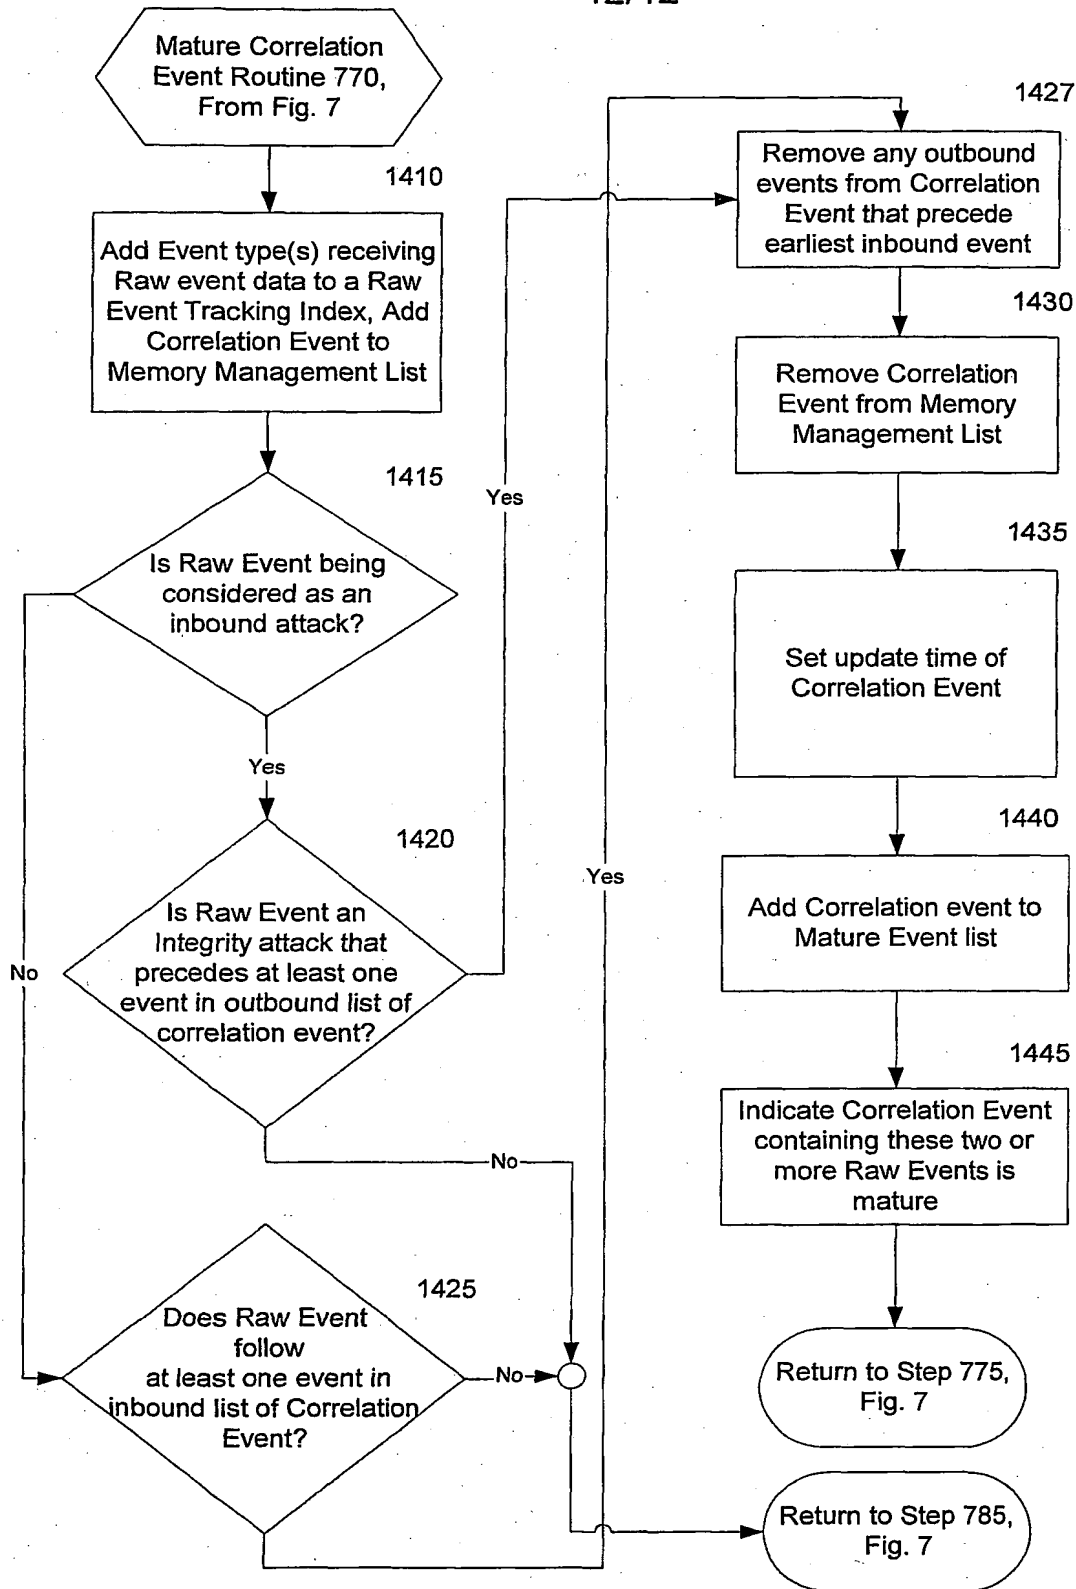 12/12
Mature Correlation
Event Routine 770,
From Fig. 7
1410
Add Event type(s) receiving
Raw event data to a Raw
Event Tracking Index, Add
Correlation Event to
Memory Management List
1415
Is Raw Event being
considered as an
inbound attack?
Yes
No
1420
Is Raw Event an
Integrity attack that
precedes at least one
event in outbound list of
correlation event?
Yes
No
1425
Does Raw Event
follow
at least one event in
inbound list of Correlation
Event?
No
Yes
1427
Remove any outbound
events from Correlation
Event that precede
earliest inbound event
1430
Remove Correlation
Event from Memory
Management List
1435
Set update time of
Correlation Event
1440
Add Correlation event to
Mature Event list
1445
Indicate Correlation Event
containing these two or
more Raw Events is
mature
Return to Step 775,
Fig. 7
Return to Step 785,
Fig. 7